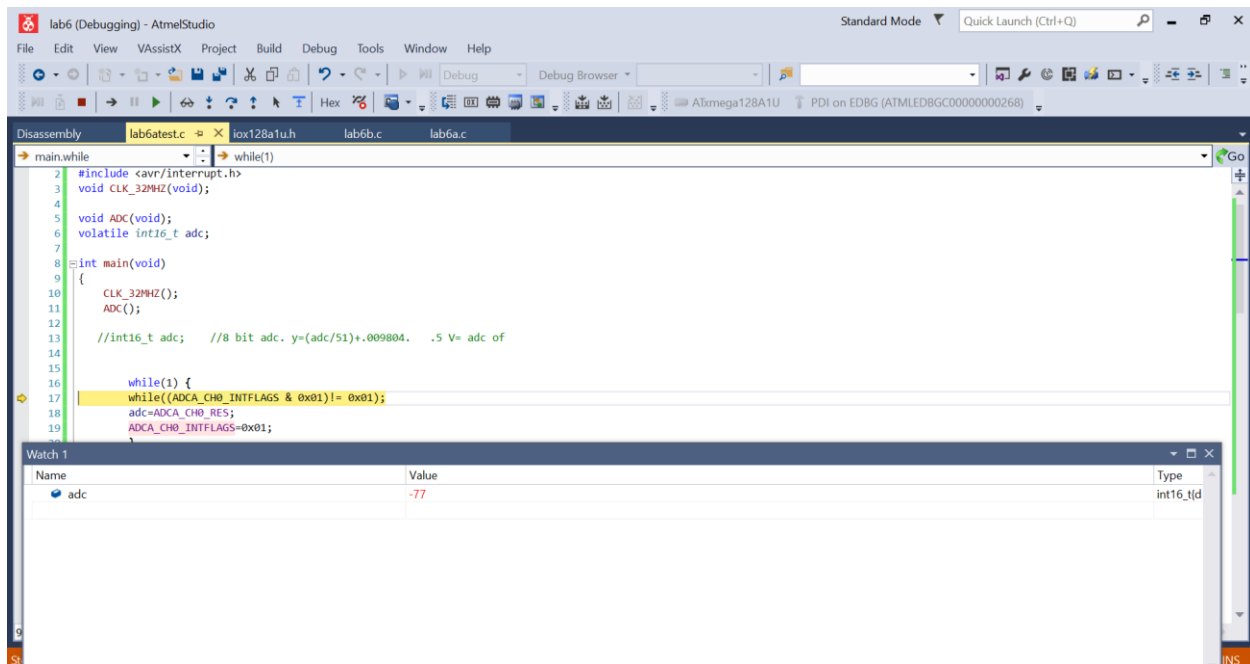 lab6 (Debugging) - AtmelStudio
Standard Mode
Quick Launch (Ctrl+Q)
File Edit View VAssistX Project Build Debug Tools Window Help
Debug
Debug Browser
Hex
ATxmega128A1U
PDI on EDBG (ATMLEDBGC00000000268)
Disassembly lab6atest.c iox128a1u.h lab6b.c lab6a.c
main.while while(1) Go
2 #include <avr/interrupt.h>
3 void CLK_32MHZ(void);
4
5 void ADC(void);
6 volatile int16_t adc;
7
8 int main(void)
9 {
10 CLK_32MHZ();
11 ADC();
12
13 //int16_t adc; //8 bit adc. y=(adc/51)+.009804. .5 V= adc of
14
15
16 while(1) {
17 while((ADCA_CH0_INTFLAGS & 0x01)!= 0x01);
18 adc=ADCA_CH0_RES;
19 ADCA_CH0_INTFLAGS=0x01;
Watch 1
Name Value Type
adc -77 int16_t{d
9
St
INS